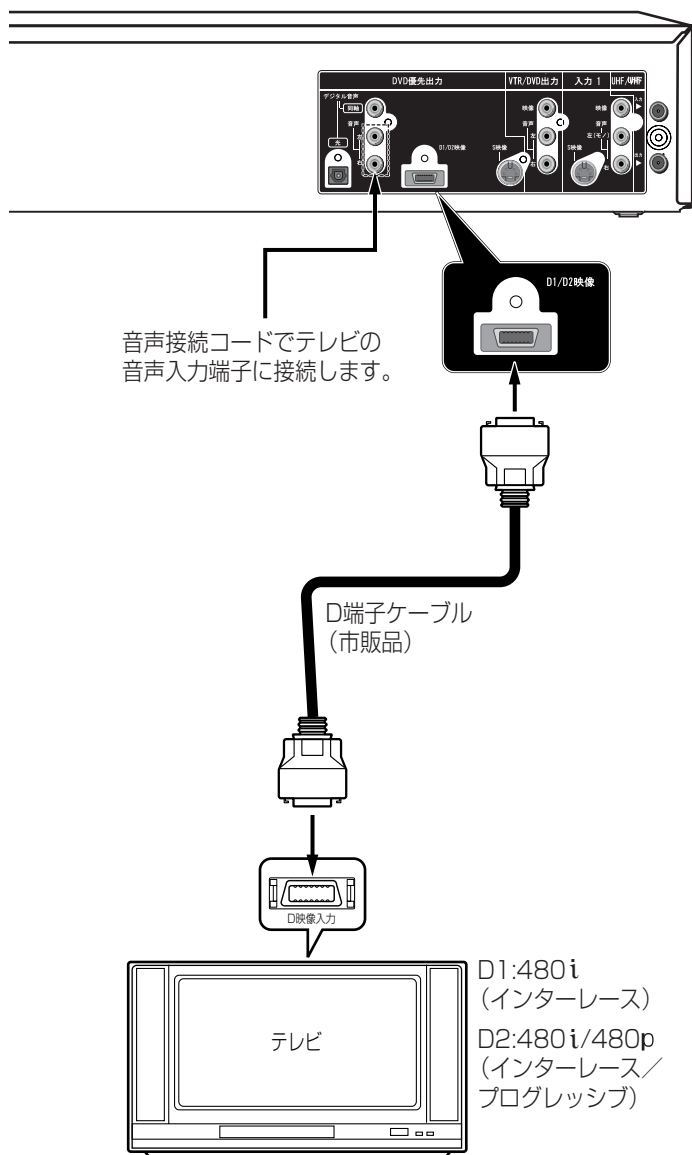 DVD優先出力
VTR/DVD出力
入力 1
デジタル音声
同軸
音声
左
右
光
D1/D2映像
映像
音声
左
右
S映像
映像
音声
左(モノ)
右
S映像
入力
出力
D1/D2映像
音声接続コードでテレビの
音声入力端子に接続します。
D端子ケーブル
（市販品）
D映像入力
テレビ
D1:480i
（インターレース）
D2:480i/480p
（インターレース／
プログレッシブ）